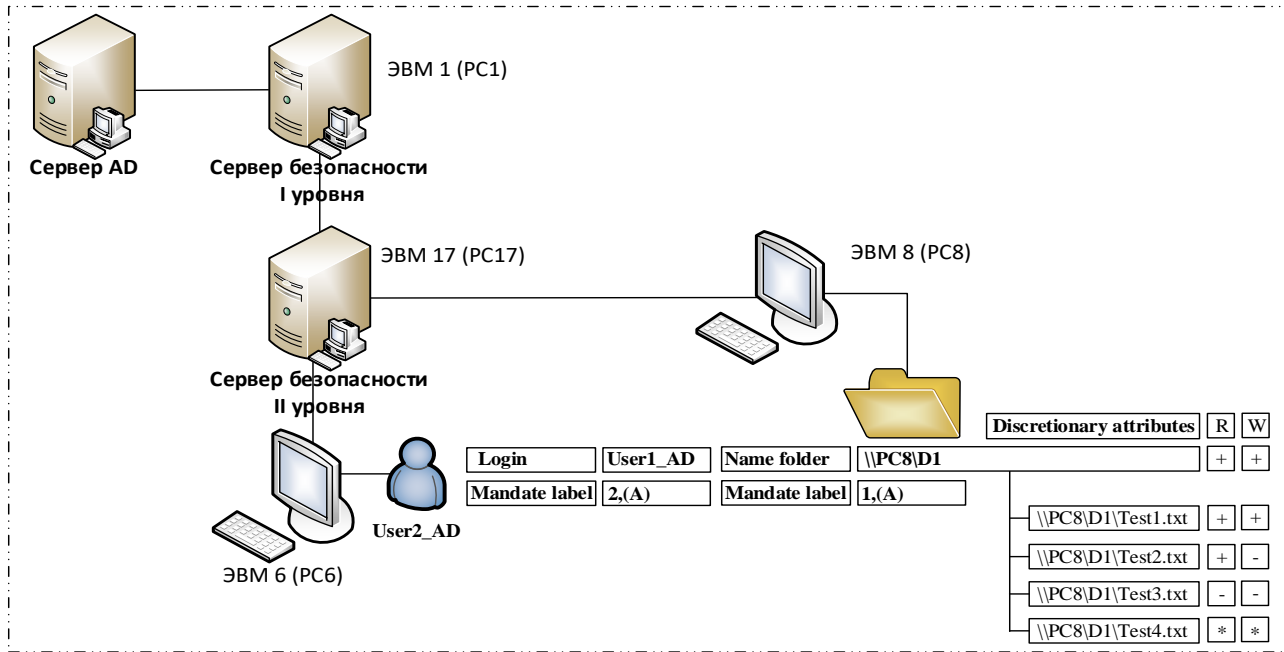 ЭВМ 1 (PC1)
Сервер AD
Сервер безопасности
I уровня
ЭВМ 17 (PC17)
ЭВМ 8 (PC8)
Сервер безопасности
II уровня
Discretionary attributes R W
Login User1_AD Name folder \\PC8\D1 + +
Mandate label 2,(A) Mandate label 1,(A)
User2_AD
\\PC8\D1\Test1.txt + +
\\PC8\D1\Test2.txt + -
ЭВМ 6 (PC6)
\\PC8\D1\Test3.txt - -
\\PC8\D1\Test4.txt * *